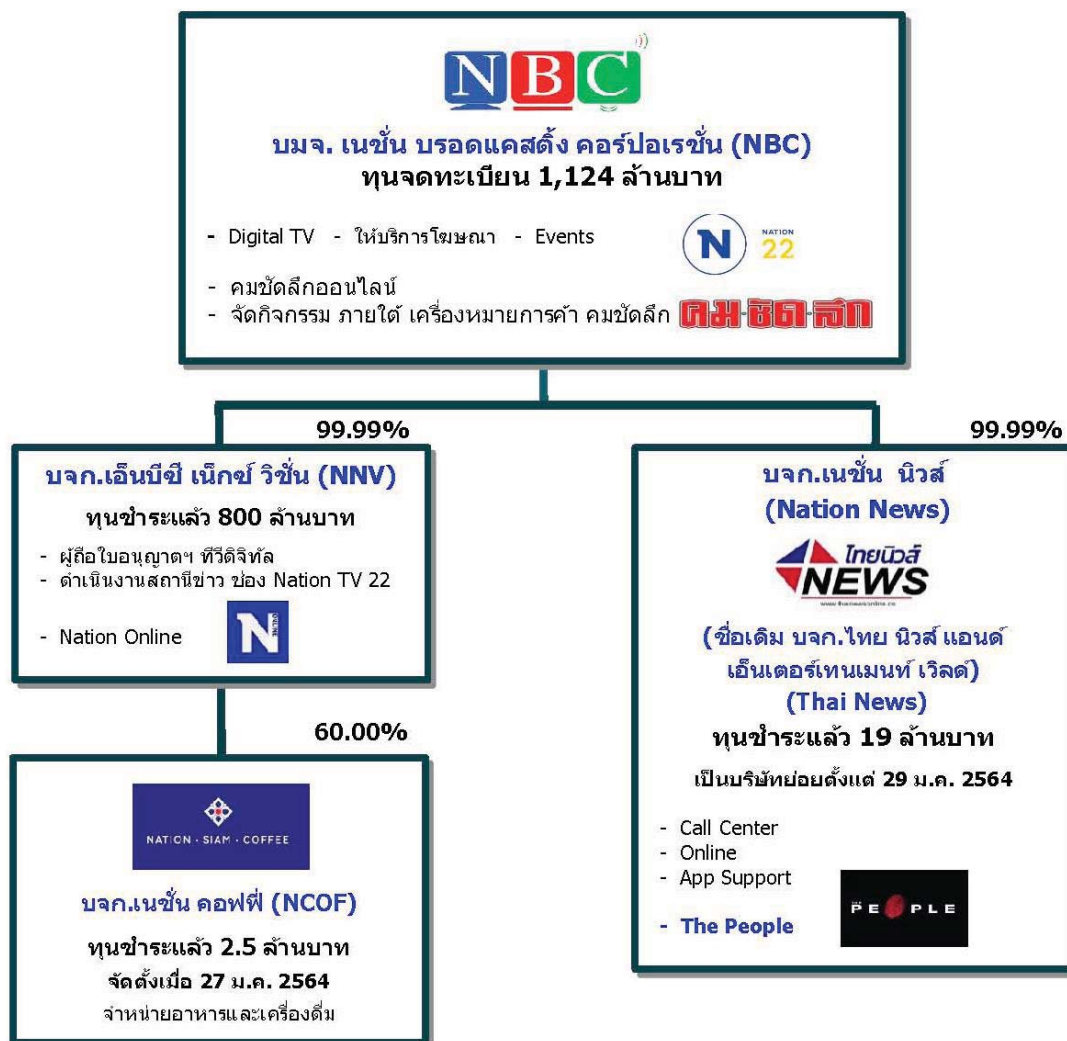 NBC
บมจ. เนชั่น บรอดแคสติ้ง คอร์ปอเรชั่น (NBC)
ทุนจดทะเบียน 1,124 ล้านบาท
- Digital TV - ให้บริการโฆษณา - Events
N NATION 22
- คมชัดลึกออนไลน์
- จัดกิจกรรม ภายใต้ เครื่องหมายการค้า คมชัดลึก คม-ชัด-ลึก
99.99%
บจก.เอ็นบีซี เน็กซ์ วิชั่น (NNV)
ทุนชำระแล้ว 800 ล้านบาท
- ผู้ถือใบอนุญาตฯ ทีวีดิจิทัล
- ดำเนินงานสถานีข่าว ช่อง Nation TV 22
- Nation Online
N
60.00%
NATION · SIAM · COFFEE
บจก.เนชั่น คอฟฟี่ (NCOF)
ทุนชำระแล้ว 2.5 ล้านบาท
จัดตั้งเมื่อ 27 ม.ค. 2564
จำหน่ายอาหารและเครื่องดื่ม
99.99%
บจก.เนชั่น นิวส์
(Nation News)
ไทยนิวส์
NEWS
(ชื่อเดิม บจก.ไทย นิวส์ แอนด์
เอ็นเตอร์เทนเมนท์ เวิลด์)
(Thai News)
ทุนชำระแล้ว 19 ล้านบาท
เป็นบริษัทย่อยตั้งแต่ 29 ม.ค. 2564
- Call Center
- Online
- App Support
- The People
THE PEOPLE